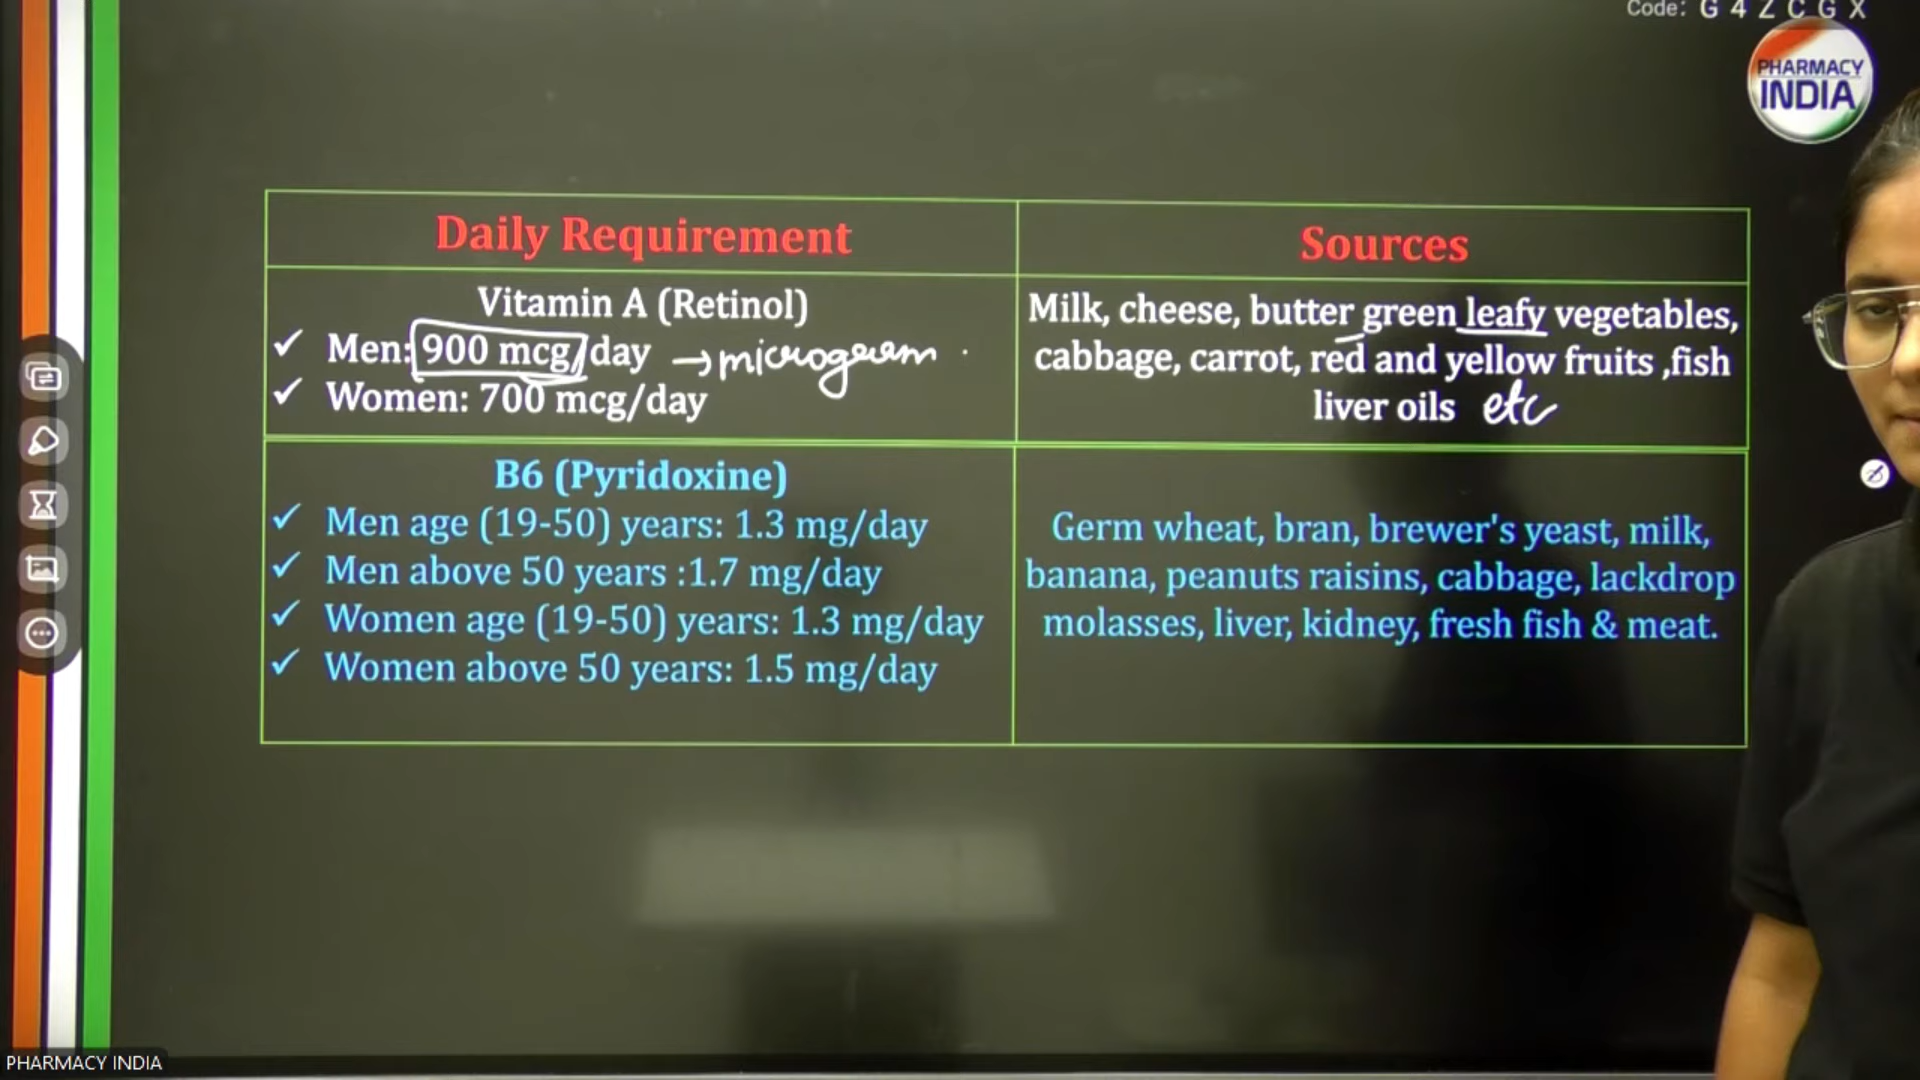 Code: G 4 Z C G X
PHARMACY
INDIA
Daily Requirement
Sources
Vitamin A (Retinol)
✓ Men: 900 mcg/day → microgram
✓ Women: 700 mcg/day
Milk, cheese, butter green leafy vegetables,
cabbage, carrot, red and yellow fruits ,fish
liver oils etc
B6 (Pyridoxine)
✓ Men age (19-50) years: 1.3 mg/day
✓ Men above 50 years :1.7 mg/day
✓ Women age (19-50) years: 1.3 mg/day
✓ Women above 50 years: 1.5 mg/day
Germ wheat, bran, brewer's yeast, milk,
banana, peanuts raisins, cabbage, lackdrop
molasses, liver, kidney, fresh fish & meat.
PHARMACY INDIA